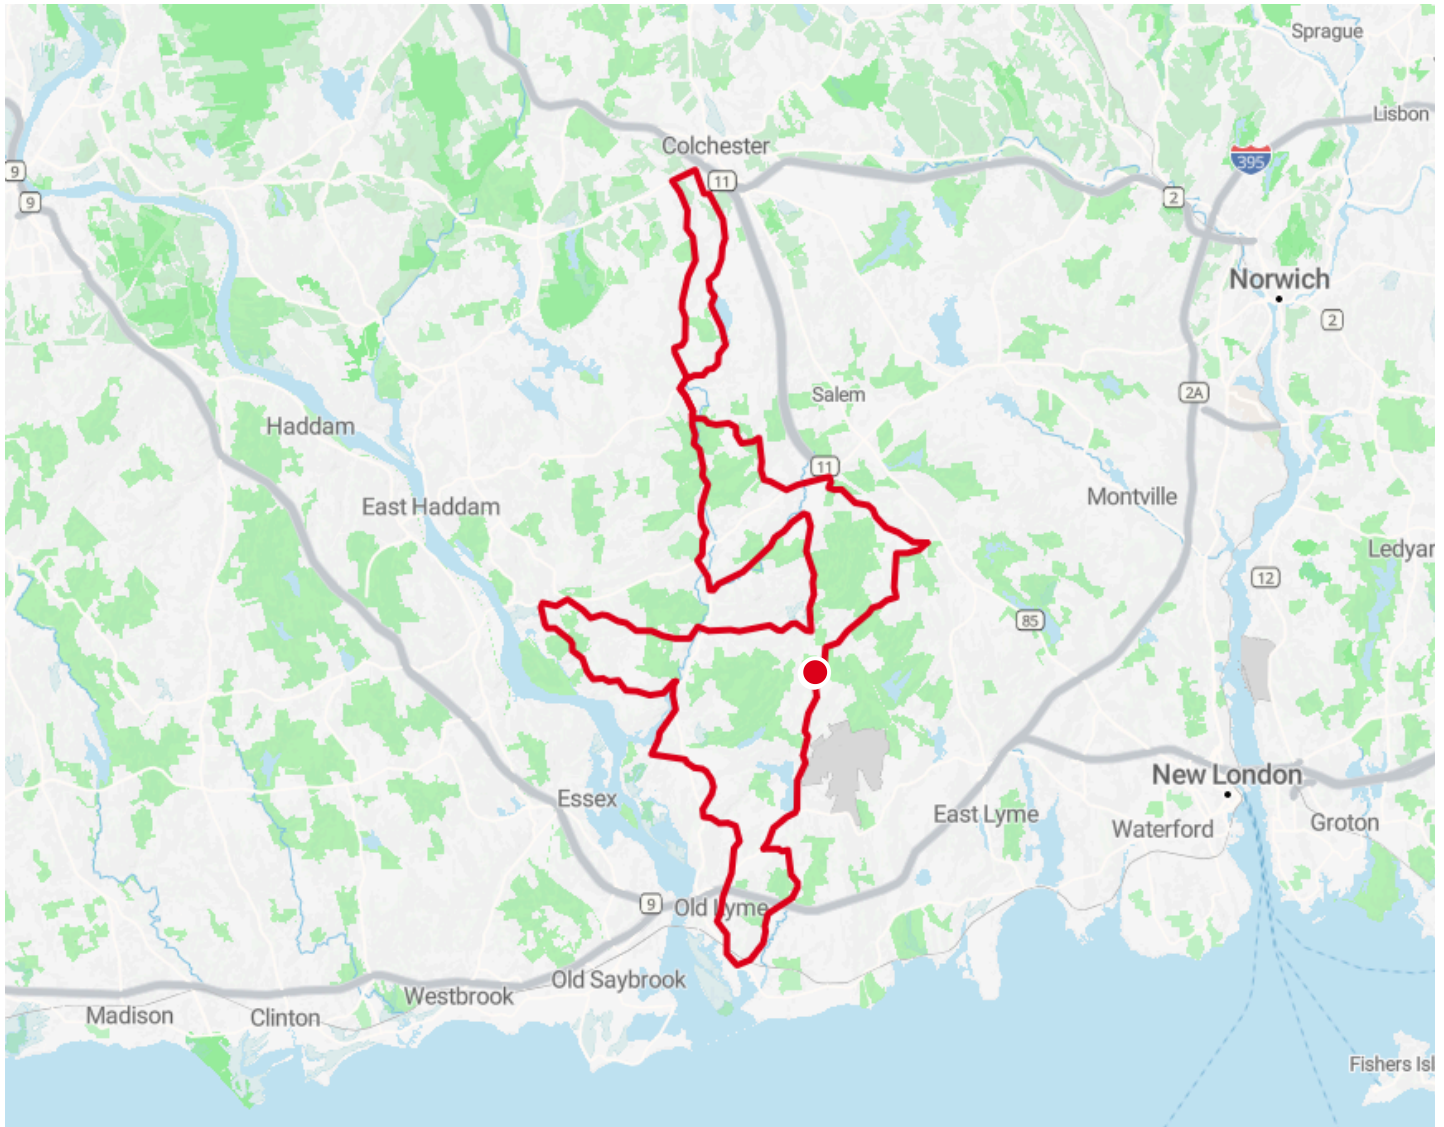 Sprague
Lisbon
Colchester
395
9
11
2
9
Norwich
2
2A
Salem
Haddam
11
Montville
East Haddam
Ledyar
12
85
New London
Essex
East Lyme
Waterford
Groton
9
Old Lyme
Old Saybrook
Westbrook
Madison
Clinton
Fishers Isl